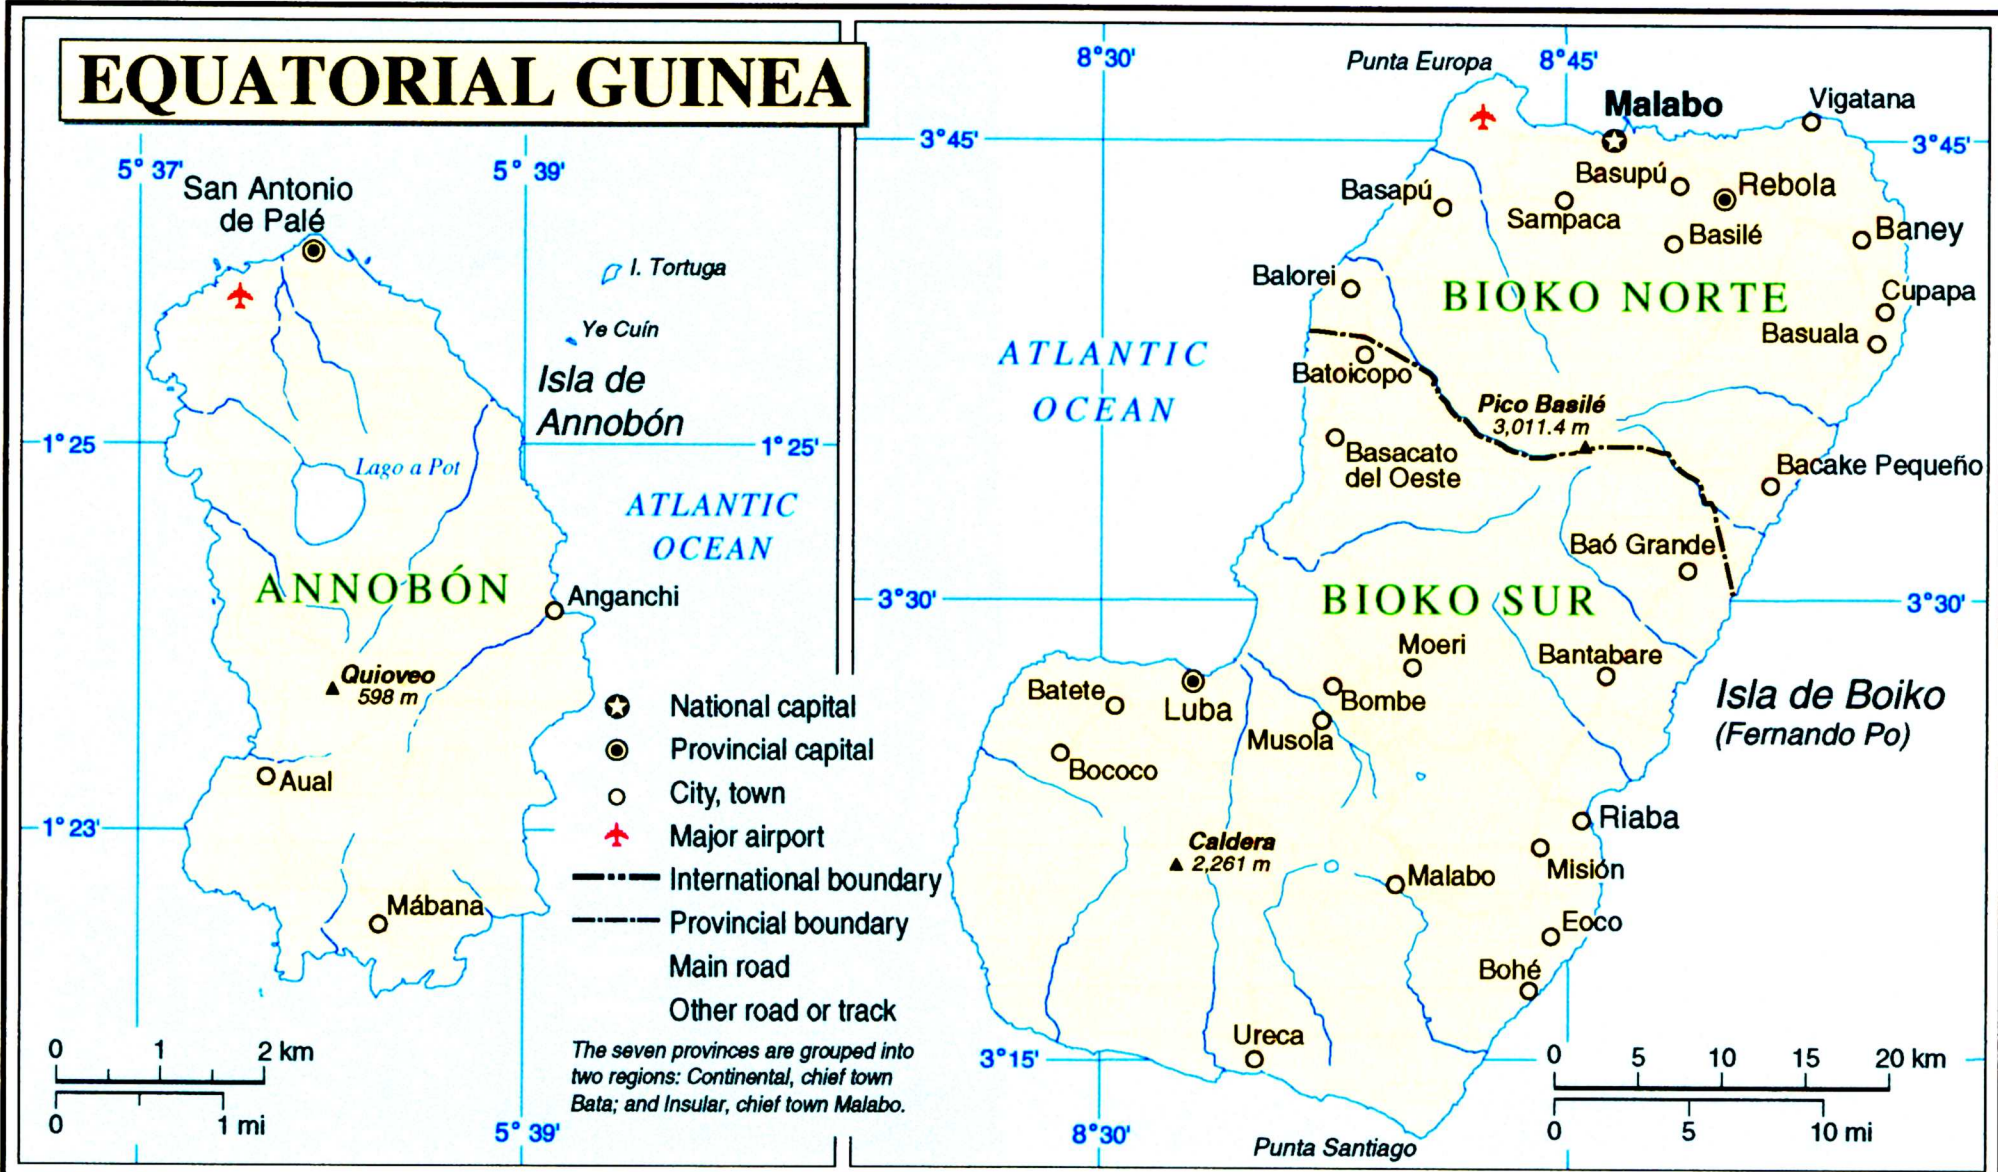 EQUATORIAL GUINEA
5° 37'
5° 39'
San Antonio
de Palé
I. Tortuga
Ye Cuín
Isla de
Annobón
1°25'
1°25'
Lago a Pot
ATLANTIC
OCEAN
ANNOBÓN
Anganchi
Quioveo
598 m
Aual
1°23'
Mábana
National capital
Provincial capital
City, town
Major airport
International boundary
Provincial boundary
Main road
Other road or track
The seven provinces are grouped into
two regions: Continental, chief town
Bata; and Insular, chief town Malabo.
0 1 2 km
0 1 mi
5° 39'
8°30'
Punta Europa
8°45'
Malabo
Vigatana
3°45'
3°45'
Basupú
Rebola
Basapú
Sampaca
Basilé
Baney
Balorei
BIOKO NORTE
Cupapa
Basuala
ATLANTIC
OCEAN
Batoicopo
Pico Basilé
3,011.4 m
Basacato
del Oeste
Bacake Pequeño
Baó Grande
3°30'
BIOKO SUR
3°30'
Moeri
Bantabare
Batete
Luba
Bombe
Musola
Isla de Boiko
(Fernando Po)
Bococo
Riaba
Caldera
2,261 m
Malabo
Misión
Eoco
Bohé
Ureca
3°15'
0 5 10 15 20 km
0 5 10 mi
8°30'
Punta Santiago